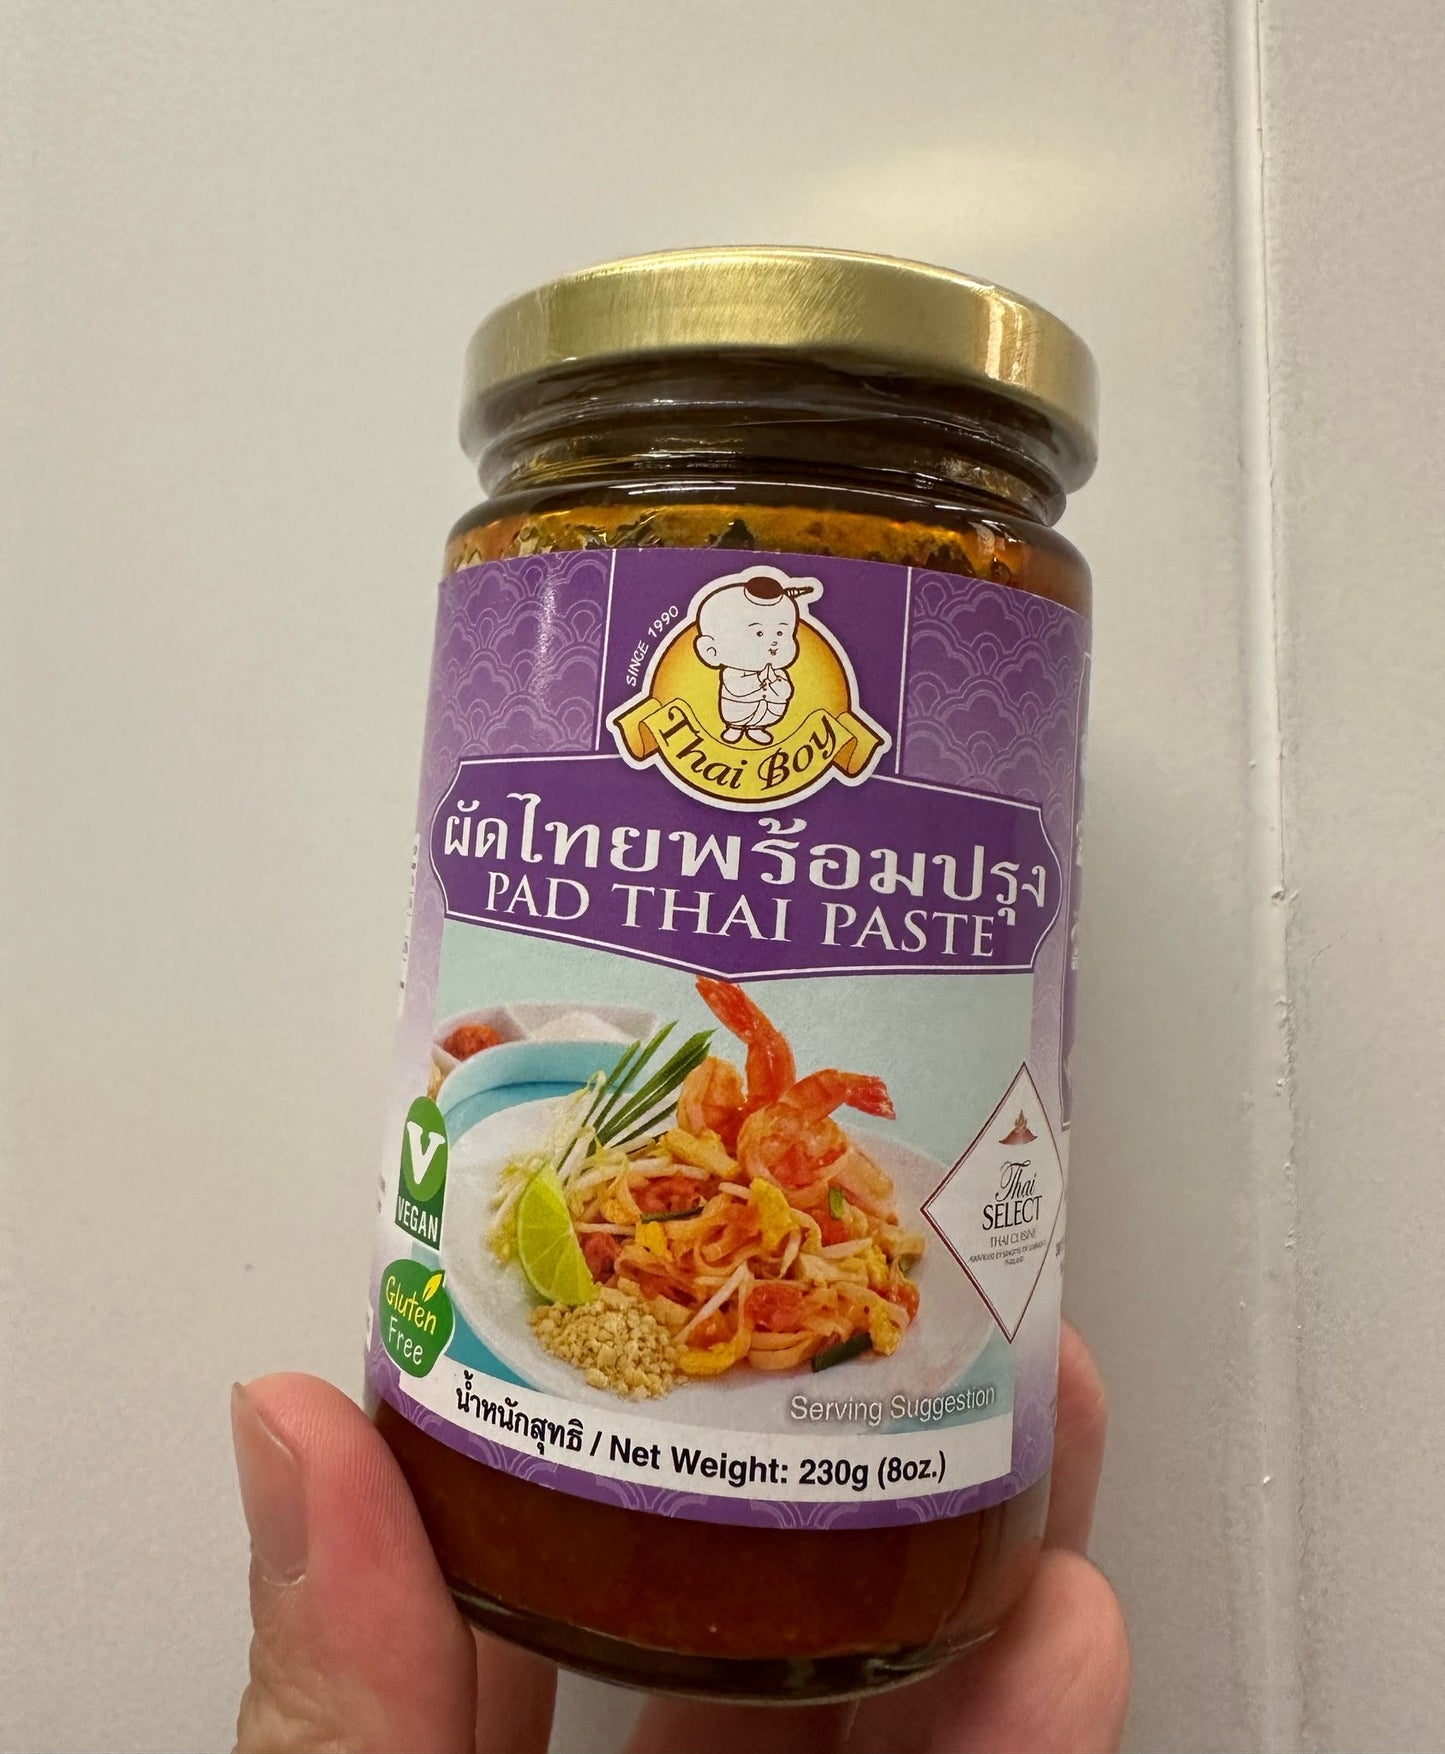 SINCE 1990
Thai Boy
ผัดไทยพร้อมปรุง
PAD THAI PASTE
V
VEGAN
Gluten
Free
Thai
SELECT
THAI CUISINE
Serving Suggestion
น้ำหนักสุทธิ / Net Weight: 230g (8oz.)